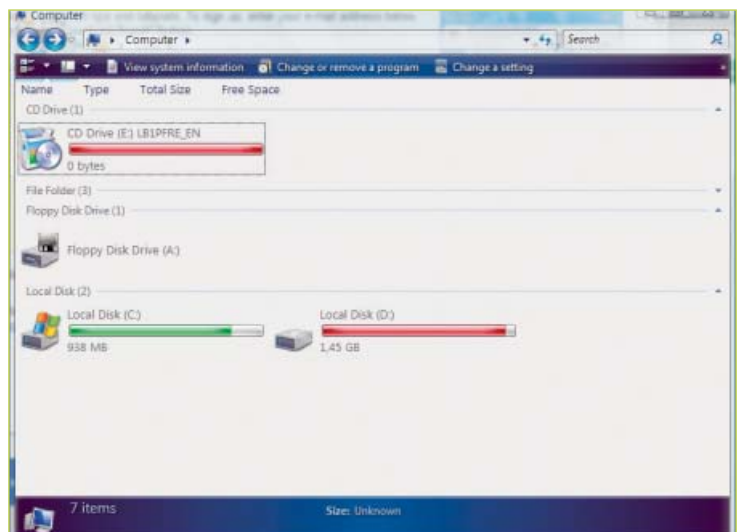 Computer
Computer
Search
View system information Change or remove a program Change a setting
Name Type Total Size Free Space
CD Drive (1)
CD Drive (E:) LB1PFRE_EN
0 bytes
File Folder (3)
Floppy Disk Drive (1)
Floppy Disk Drive (A:)
Local Disk (2)
Local Disk (C:) Local Disk (D:)
938 MB 1,45 GB
7 items Size: Unknown